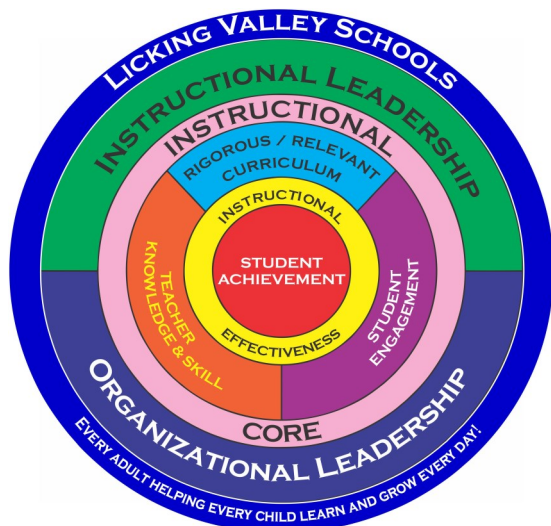 LICKING VALLEY SCHOOLS
INSTRUCTIONAL LEADERSHIP
INSTRUCTIONAL
RIGOROUS / RELEVANT
CURRICULUM
INSTRUCTIONAL
STUDENT
ACHIEVEMENT
EFFECTIVENESS
TEACHER
KNOWLEDGE & SKILL
STUDENT
ENGAGEMENT
CORE
ORGANIZATIONAL LEADERSHIP
EVERY ADULT HELPING EVERY CHILD LEARN AND GROW EVERY DAY!